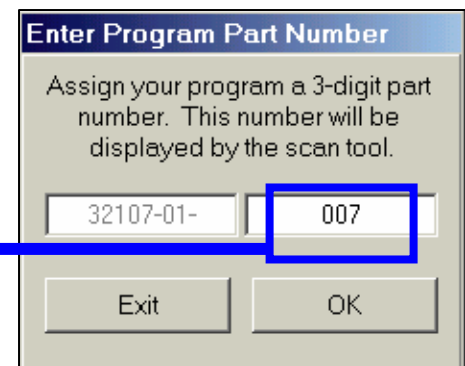 Enter Program Part Number
Assign your program a 3-digit part
number. This number will be
displayed by the scan tool.
32107-01- 007
Exit OK